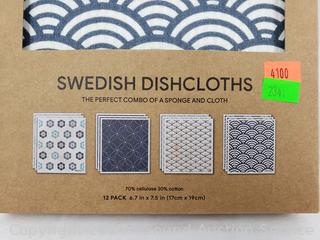 4100
234
SWEDISH DISHCLOTHS
THE PERFECT COMBO OF A SPONGE AND CLOTH
70% cellulose 30% cotton
12 PACK 6.7 in x 7.5 in (17cm x 19cm)